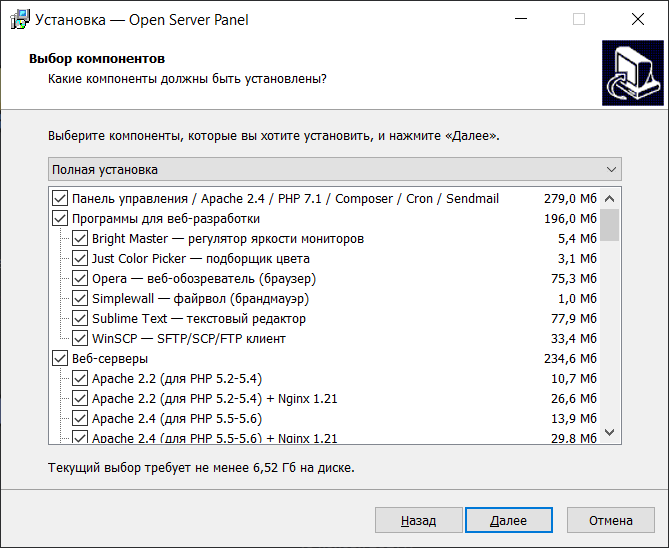 Установка — Open Server Panel
Выбор компонентов
Какие компоненты должны быть установлены?
Выберите компоненты, которые вы хотите установить, и нажмите «Далее».
Полная установка
Панель управления / Apache 2.4 / PHP 7.1 / Composer / Cron / Sendmail 279,0 Мб
Программы для веб-разработки 196,0 Мб
Bright Master — регулятор яркости мониторов 5,4 Мб
Just Color Picker — подборщик цвета 3,1 Мб
Opera — веб-обозреватель (браузер) 75,3 Мб
Simplewall — файрвол (брандмауэр) 1,0 Мб
Sublime Text — текстовый редактор 77,9 Мб
WinSCP — SFTP/SCP/FTP клиент 33,4 Мб
Веб-серверы 234,6 Мб
Apache 2.2 (для PHP 5.2-5.4) 10,7 Мб
Apache 2.2 (для PHP 5.2-5.4) + Nginx 1.21 26,6 Мб
Apache 2.4 (для PHP 5.5-5.6) 13,9 Мб
Apache 2.4 (для PHP 5.5-5.6) + Nginx 1.21 29,8 Мб
Текущий выбор требует не менее 6,52 Гб на диске.
Назад Далее Отмена